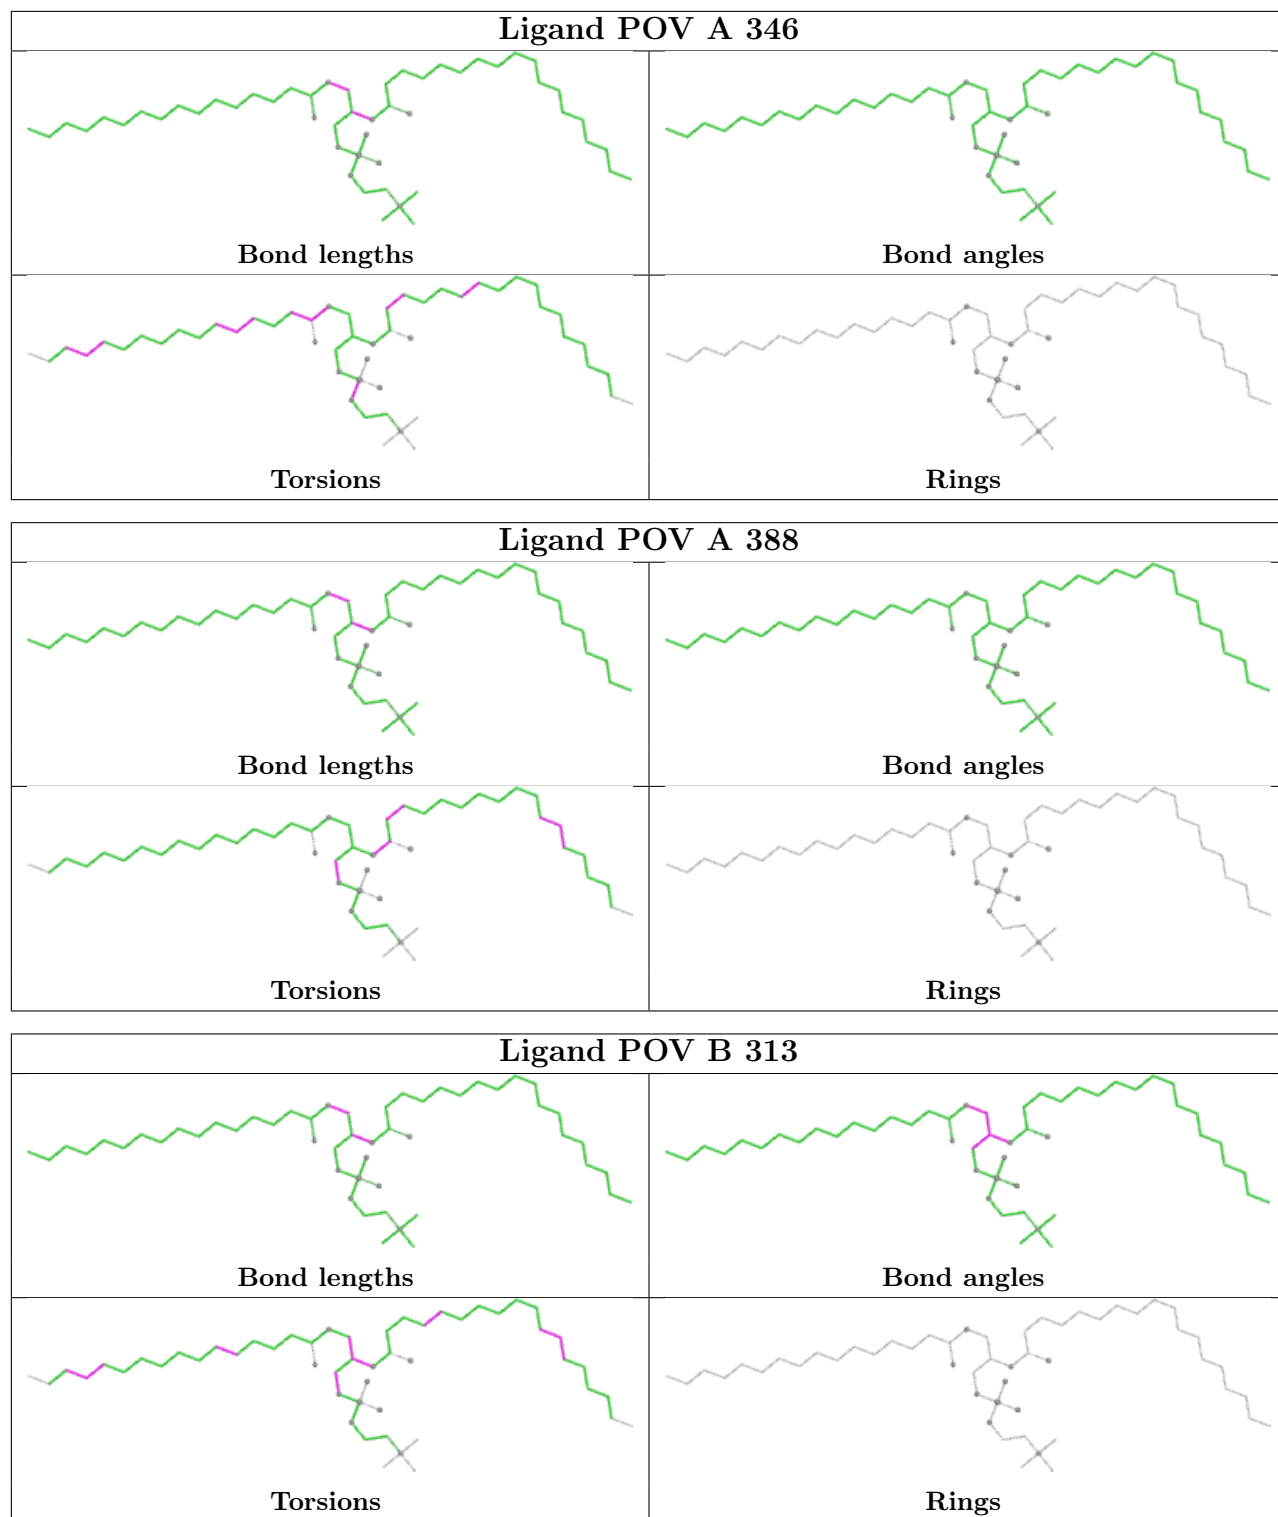 Ligand POV A 346
Bond lengths
Bond angles
Torsions
Rings
Ligand POV A 388
Bond lengths
Bond angles
Torsions
Rings
Ligand POV B 313
Bond lengths
Bond angles
Torsions
Rings